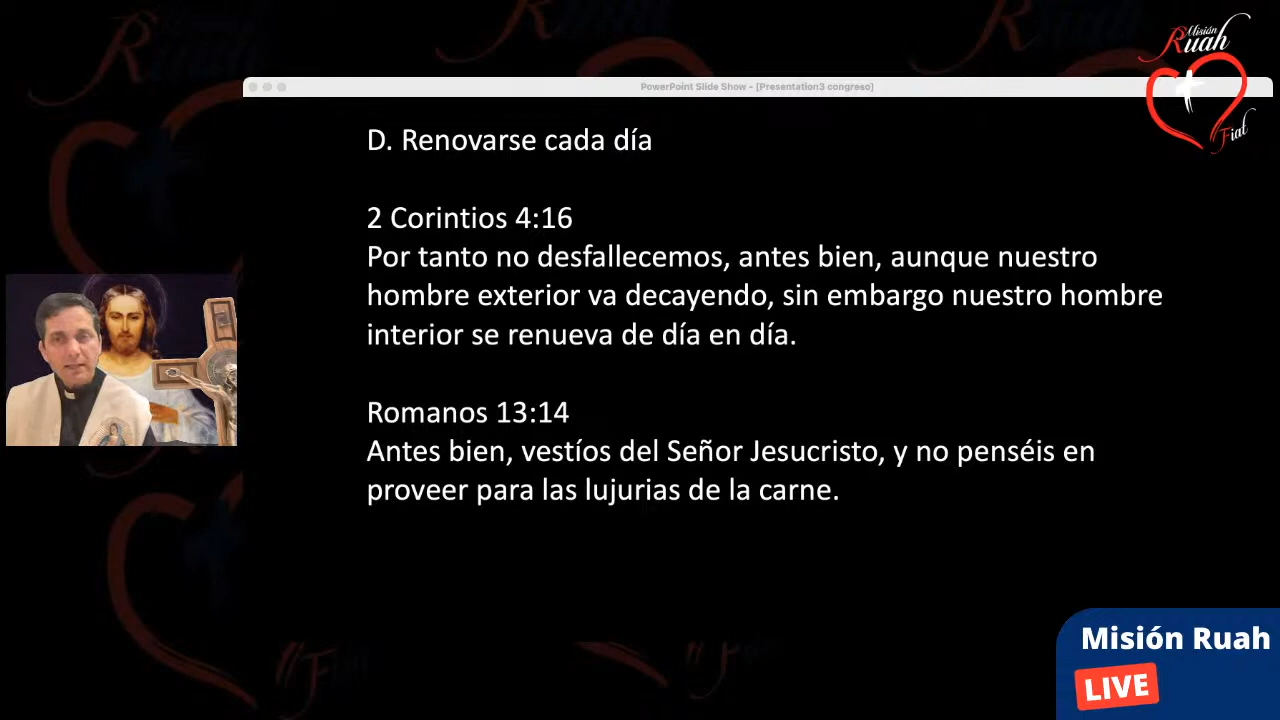 Misión
Ruah
Fiat
PowerPoint Slide Show - [Presentation3 congreso]
D. Renovarse cada día
2 Corintios 4:16
Por tanto no desfallecemos, antes bien, aunque nuestro
hombre exterior va decayendo, sin embargo nuestro hombre
interior se renueva de día en día.
Romanos 13:14
Antes bien, vestíos del Señor Jesucristo, y no penséis en
proveer para las lujurias de la carne.
Misión Ruah
LIVE